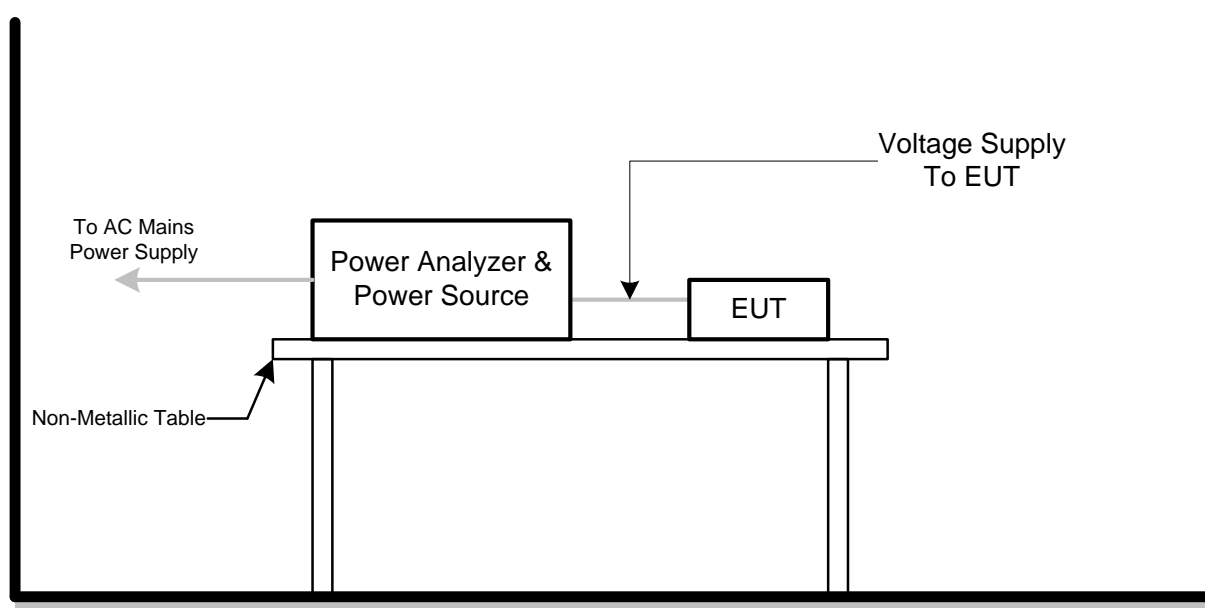 Voltage Supply
To EUT
To AC Mains
Power Supply
Power Analyzer &
Power Source
EUT
Non-Metallic Table